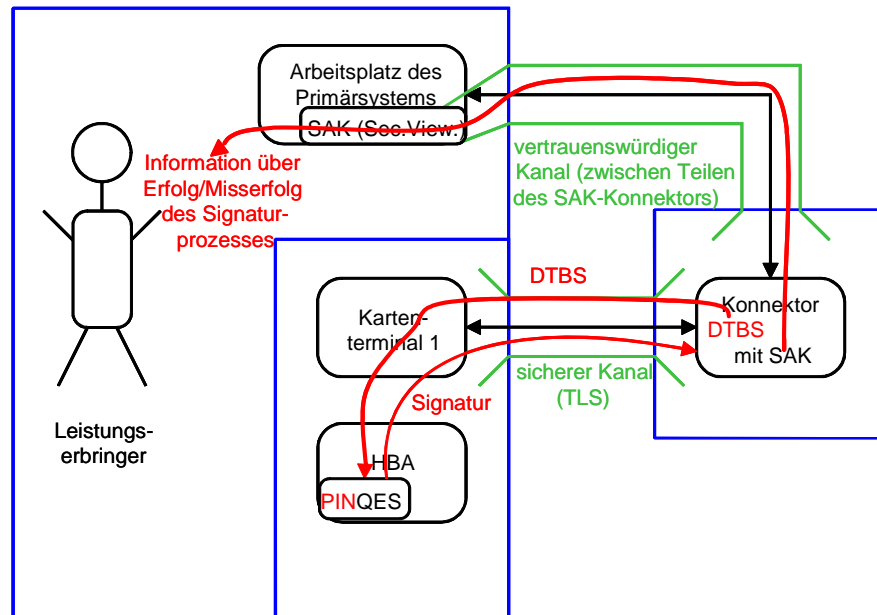 Arbeitsplatz des
Primärsystems
SAK (Sec.View.)
Information über
Erfolg/Misserfolg
des Signatur-
prozesses
vertrauenswürdiger
Kanal (zwischen Teilen
des SAK-Konnektors)
DTBS
Karten-
terminal 1
Konnektor
DTBS
mit SAK
sicherer Kanal
(TLS)
Signatur
Leistungs-
erbringer
HBA
PINQES